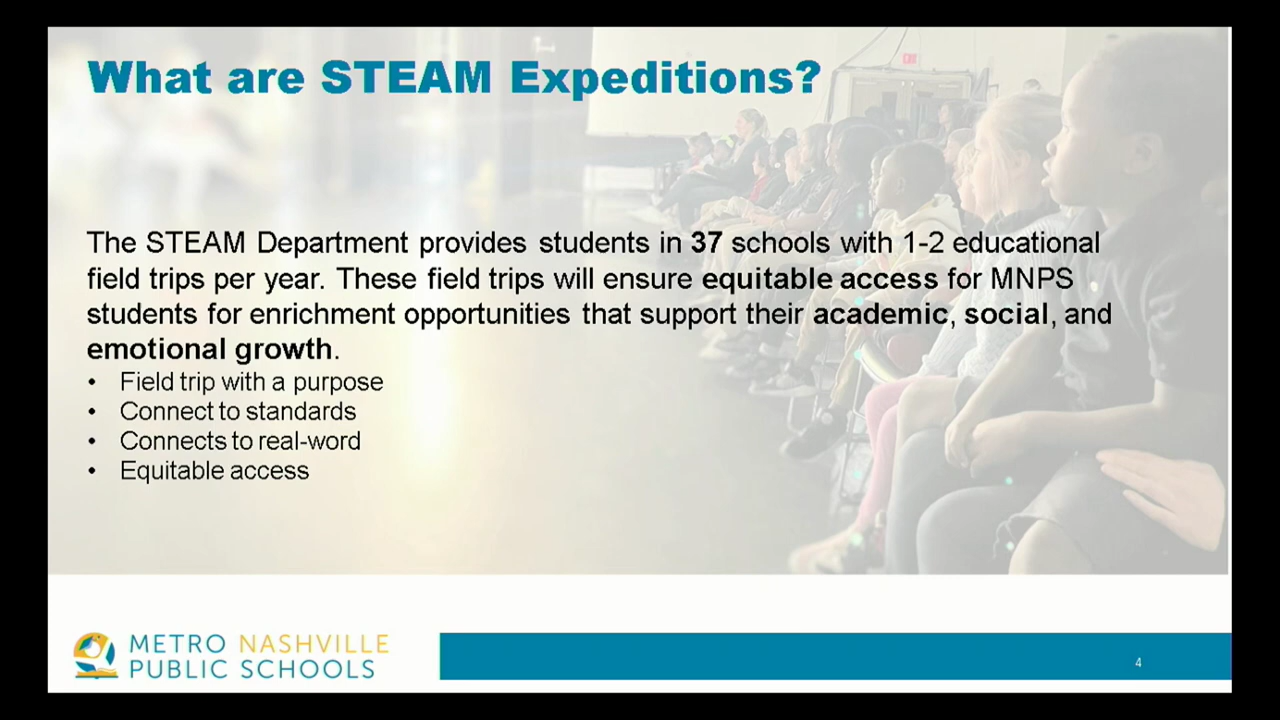 What are STEAM Expeditions?
The STEAM Department provides students in 37 schools with 1-2 educational
field trips per year. These field trips will ensure equitable access for MNPS
students for enrichment opportunities that support their academic, social, and
emotional growth.
• Field trip with a purpose
• Connect to standards
• Connects to real-word
• Equitable access
METRO NASHVILLE
PUBLIC SCHOOLS
4